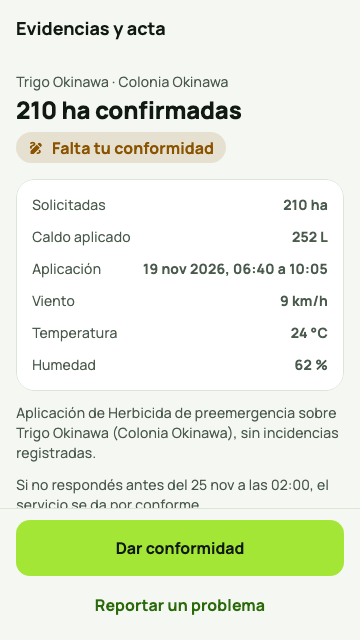 Evidencias y acta
Trigo Okinawa · Colonia Okinawa
210 ha confirmadas
Falta tu conformidad
Solicitadas 210 ha
Caldo aplicado 252 L
Aplicación 19 nov 2026, 06:40 a 10:05
Viento 9 km/h
Temperatura 24 °C
Humedad 62 %
Aplicación de Herbicida de preemergencia sobre
Trigo Okinawa (Colonia Okinawa), sin incidencias
registradas.
Si no respondés antes del 25 nov a las 02:00, el
servicio se da por conforme.
Dar conformidad
Reportar un problema